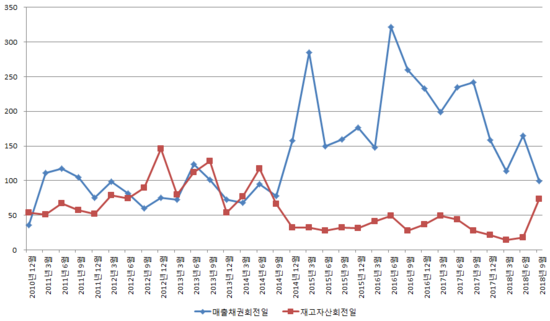 350
300
250
200
150
100
50
0
2010년 12월
2011년 3월
2011년 6월
2011년 9월
2011년 12월
2012년 3월
2012년 6월
2012년 9월
2012년 12월
2013년 3월
2013년 6월
2013년 9월
2013년 12월
2014년 3월
2014년 6월
2014년 9월
2014년 12월
2015년 3월
2015년 6월
2015년 9월
2015년 12월
2016년 3월
2016년 6월
2016년 9월
2016년 12월
2017년 3월
2017년 6월
2017년 9월
2017년 12월
2018년 3월
2018년 6월
2018년 9월
매출채권회전일 재고자산회전일